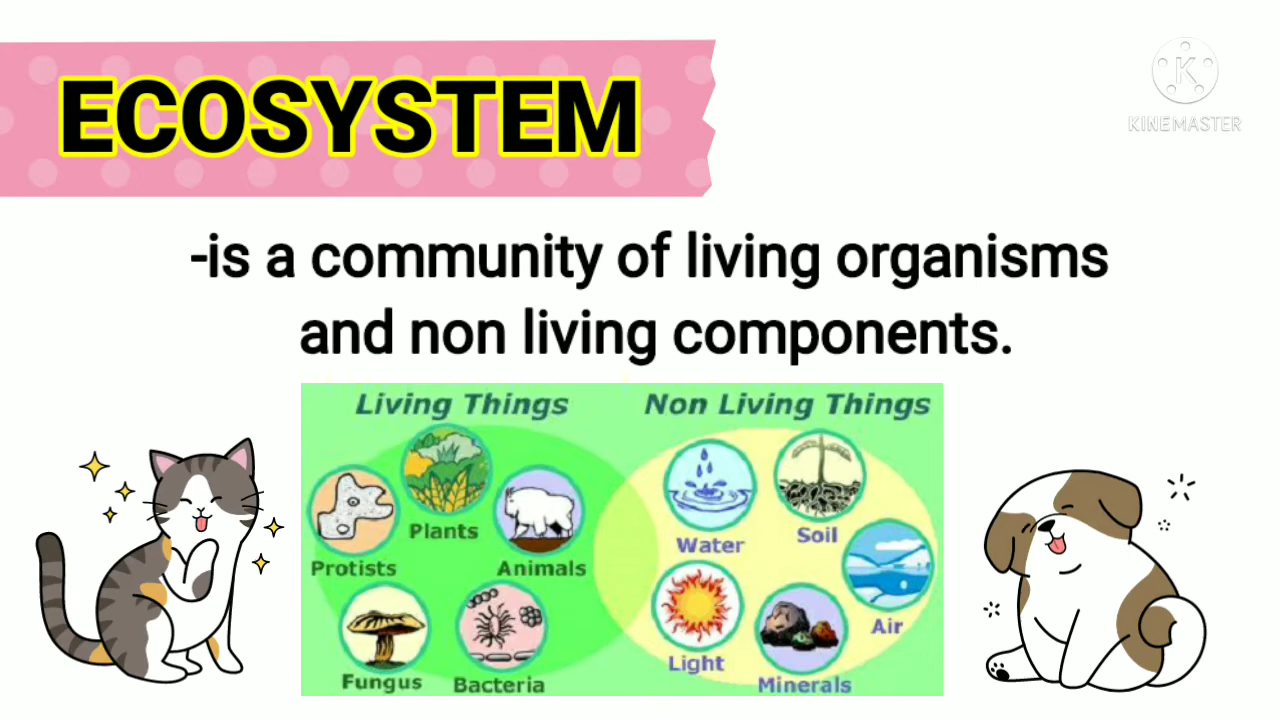 ECOSYSTEM
KINEMASTER
-is a community of living organisms
and non living components.
Living Things
Non Living Things
Plants
Protists
Animals
Fungus
Bacteria
Water
Soil
Air
Light
Minerals